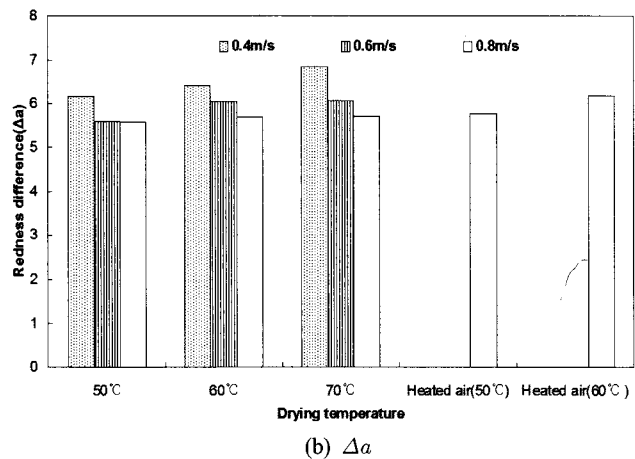 8
7
6
5
4
3
2
1
0
Redness difference(Δa)
0.4m/s 0.6m/s 0.8m/s
50℃ 60℃ 70℃ Heated air(50℃) Heated air(60℃)
Drying temperature
(b) Δa